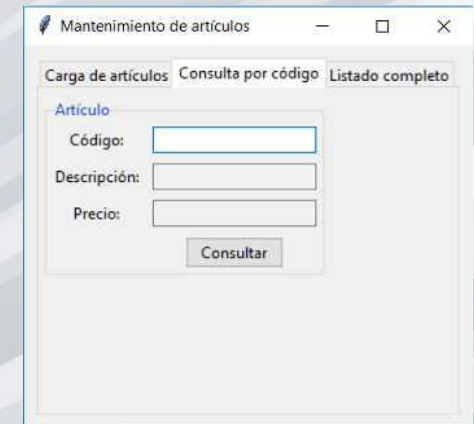 Mantenimiento de artículos
Carga de artículos Consulta por código Listado completo
Artículo
Código:
Descripción:
Precio:
Consultar